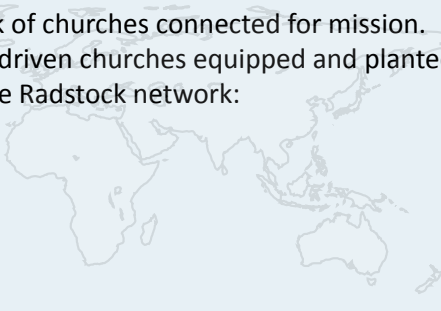 k of churches connected for mission.
driven churches equipped and plante
e Radstock network: